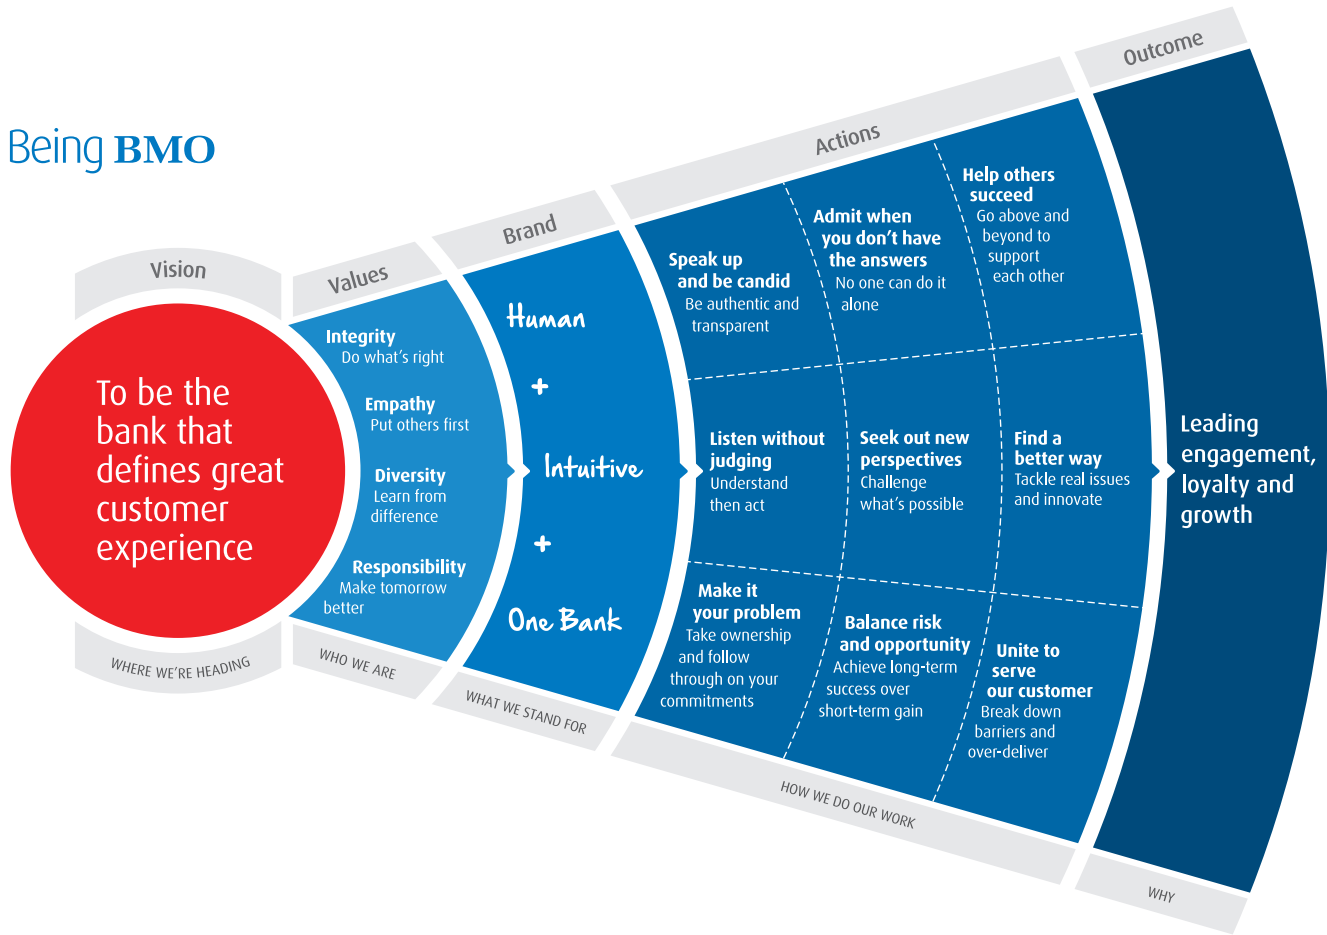 Being BMO
Vision
To be the
bank that
defines great
customer
experience
WHERE WE'RE HEADING
Values
Integrity
Do what's right
Empathy
Put others first
Diversity
Learn from
difference
Responsibility
Make tomorrow
better
WHO WE ARE
Brand
Human
+
Intuitive
+
One Bank
WHAT WE STAND FOR
Actions
Speak up
and be candid
Be authentic and
transparent
Admit when
you don't have
the answers
No one can do it
alone
Help others
succeed
Go above and
beyond to
support
each other
Listen without
judging
Understand
then act
Seek out new
perspectives
Challenge
what's possible
Find a
better way
Tackle real issues
and innovate
Make it
your problem
Take ownership
and follow
through on your
commitments
Balance risk
and opportunity
Achieve long-term
success over
short-term gain
Unite to
serve
our customer
Break down
barriers and
over-deliver
HOW WE DO OUR WORK
Outcome
Leading
engagement,
loyalty and
growth
WHY